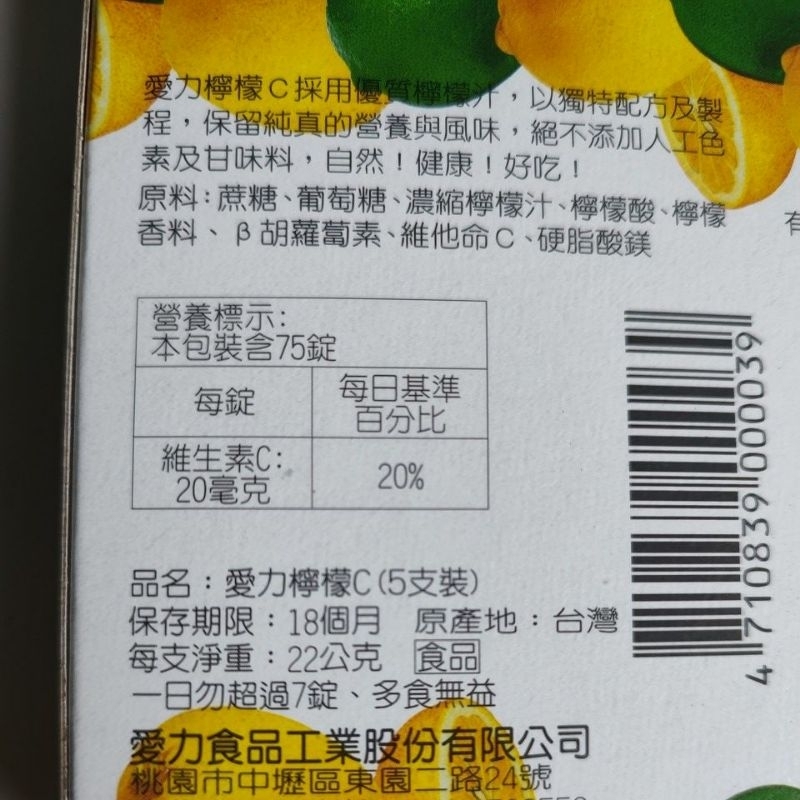 愛力檸檬C採用優質檸檬汁，以獨特配方及製
程，保留純真的營養與風味，絕不添加人工色
素及甘味料，自然！健康！好吃！
原料：蔗糖、葡萄糖、濃縮檸檬汁、檸檬酸、檸檬
香料、β胡蘿蔔素、維他命C、硬脂酸鎂
有
營養標示：
本包裝含75錠
每錠
每日基準
百分比
維生素C：
20毫克
20%
4 710839 000039
品名：愛力檸檬C(5支裝)
保存期限：18個月 原產地：台灣
每支淨重：22公克 食品
一日勿超過7錠、多食無益
愛力食品工業股份有限公司
桃園市中壢區東園二路24號